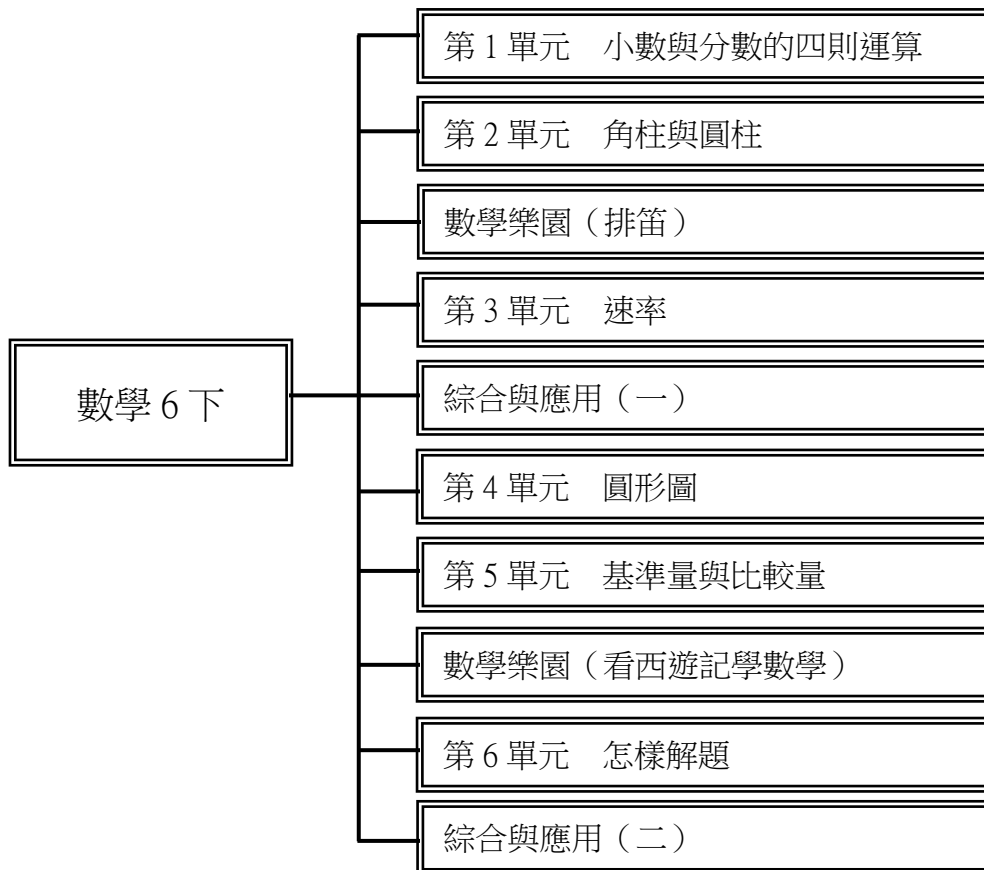 第 1 單元　小數與分數的四則運算
第 2 單元　角柱與圓柱
數學樂園（排笛）
第 3 單元　速率
數學 6 下
綜合與應用（一）
第 4 單元　圓形圖
第 5 單元　基準量與比較量
數學樂園（看西遊記學數學）
第 6 單元　怎樣解題
綜合與應用（二）